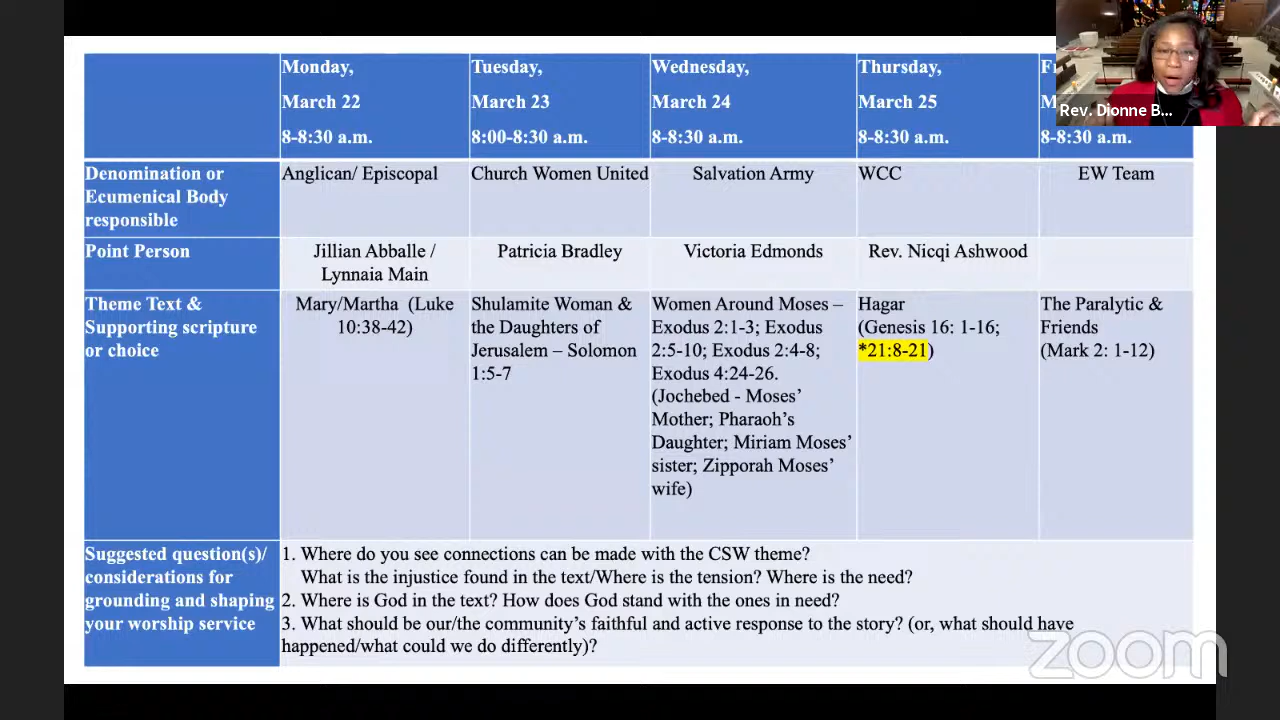 Monday,
March 22
8-8:30 a.m.
Tuesday,
March 23
8:00-8:30 a.m.
Wednesday,
March 24
8-8:30 a.m.
Thursday,
March 25
8-8:30 a.m.
8-8:30 a.m.
Rev. Dionne B...
Denomination or
Ecumenical Body
responsible
Anglican/ Episcopal
Church Women United
Salvation Army
WCC
EW Team
Point Person
Jillian Abballe /
Lynnaia Main
Patricia Bradley
Victoria Edmonds
Rev. Nicqi Ashwood
Theme Text &
Supporting scripture
or choice
Mary/Martha (Luke
10:38-42)
Shulamite Woman &
the Daughters of
Jerusalem – Solomon
1:5-7
Women Around Moses –
Exodus 2:1-3; Exodus
2:5-10; Exodus 2:4-8;
Exodus 4:24-26.
(Jochebed - Moses’
Mother; Pharaoh’s
Daughter; Miriam Moses’
sister; Zipporah Moses’
wife)
Hagar
(Genesis 16: 1-16;
*21:8-21)
The Paralytic &
Friends
(Mark 2: 1-12)
Suggested question(s)/
considerations for
grounding and shaping
your worship service
1. Where do you see connections can be made with the CSW theme?
What is the injustice found in the text/Where is the tension? Where is the need?
2. Where is God in the text? How does God stand with the ones in need?
3. What should be our/the community’s faithful and active response to the story? (or, what should have
happened/what could we do differently)?
zoom